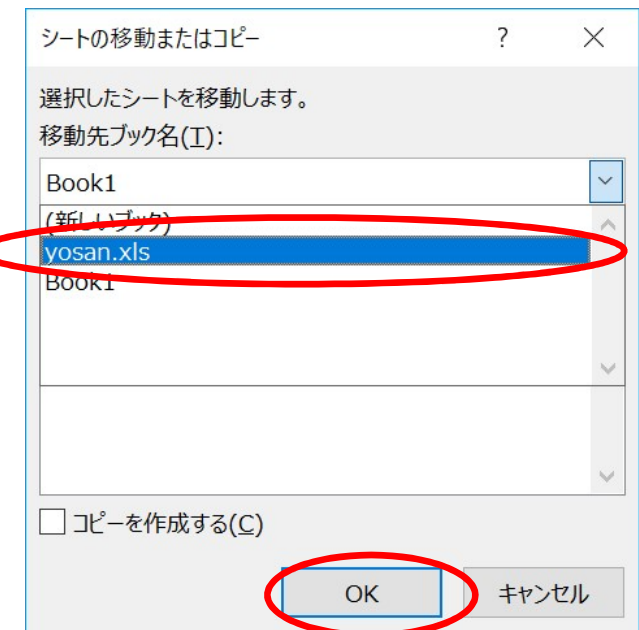 シートの移動またはコピー ?
選択したシートを移動します。
移動先ブック名(T):
Book1
(新しいブック)
yosan.xls
Book1
コピーを作成する(C)
OK キャンセル